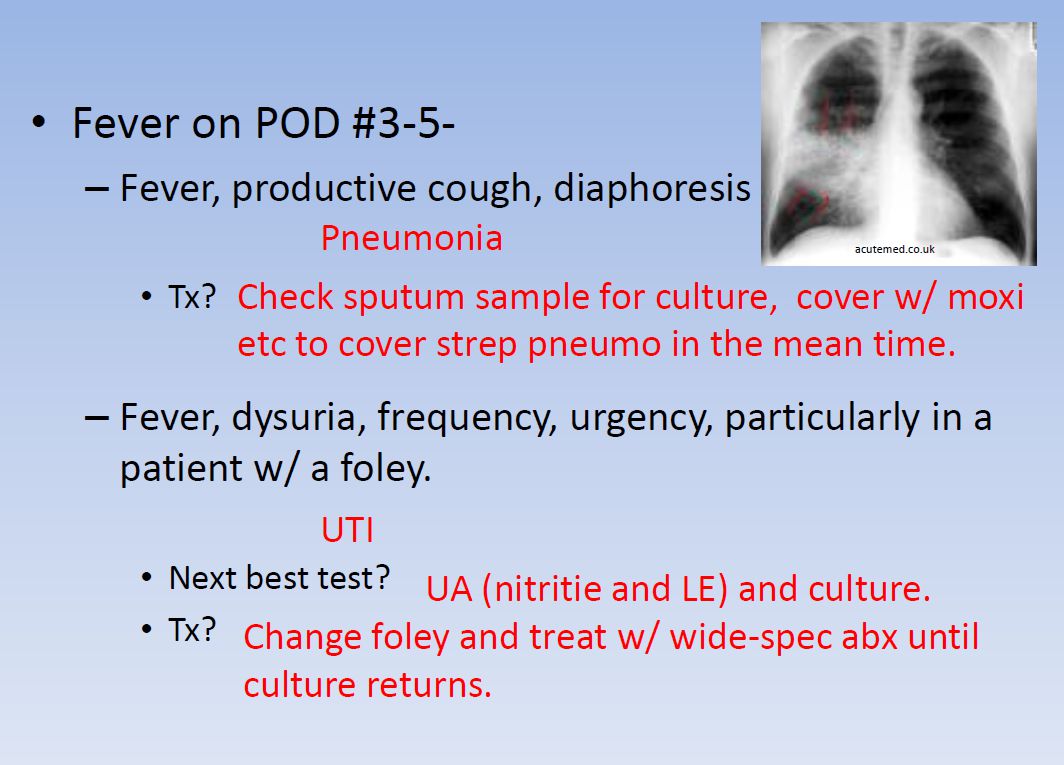 • Fever on POD #3-5-
– Fever, productive cough, diaphoresis
Pneumonia
acutemed.co.uk
• Tx? Check sputum sample for culture, cover w/ moxi
etc to cover strep pneumo in the mean time.
– Fever, dysuria, frequency, urgency, particularly in a
patient w/ a foley.
UTI
• Next best test? UA (nitritie and LE) and culture.
• Tx? Change foley and treat w/ wide-spec abx until
culture returns.